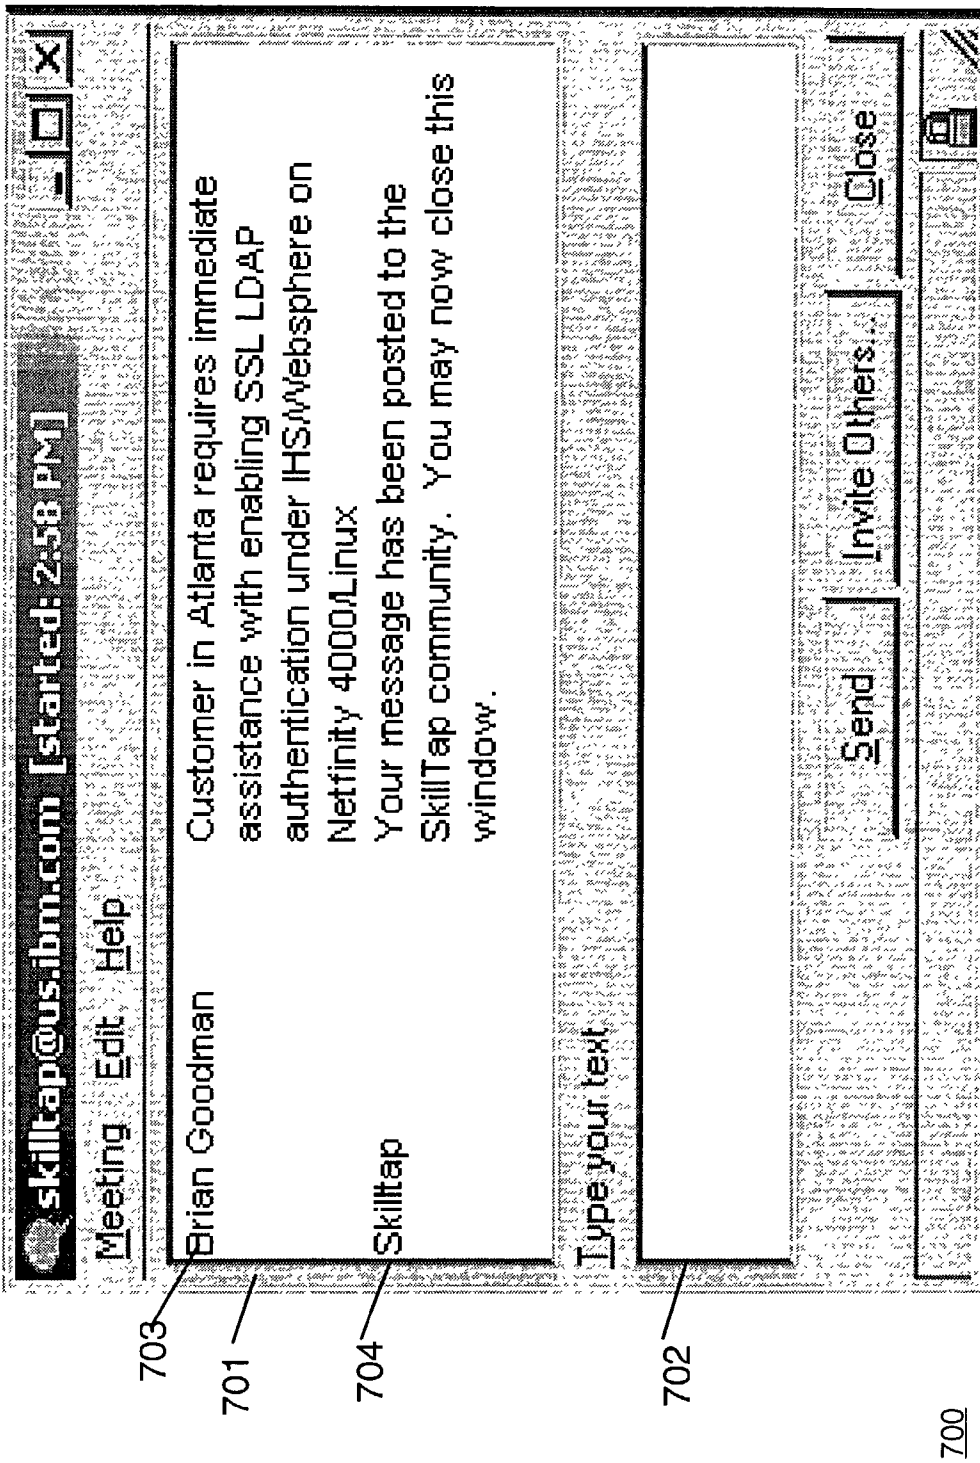 skilltap@us.ibm.com [started: 2:58 PM]
Meeting Edit Help
703
Brian Goodman Customer in Atlanta requires immediate
assistance with enabling SSL LDAP
authentication under IHS/Websphere on
Netfinity 4000/Linux
701
704
Skilltap Your message has been posted to the
SkillTap community. You may now close this
window.
Type your text
702
Send Invite Others... Close
700